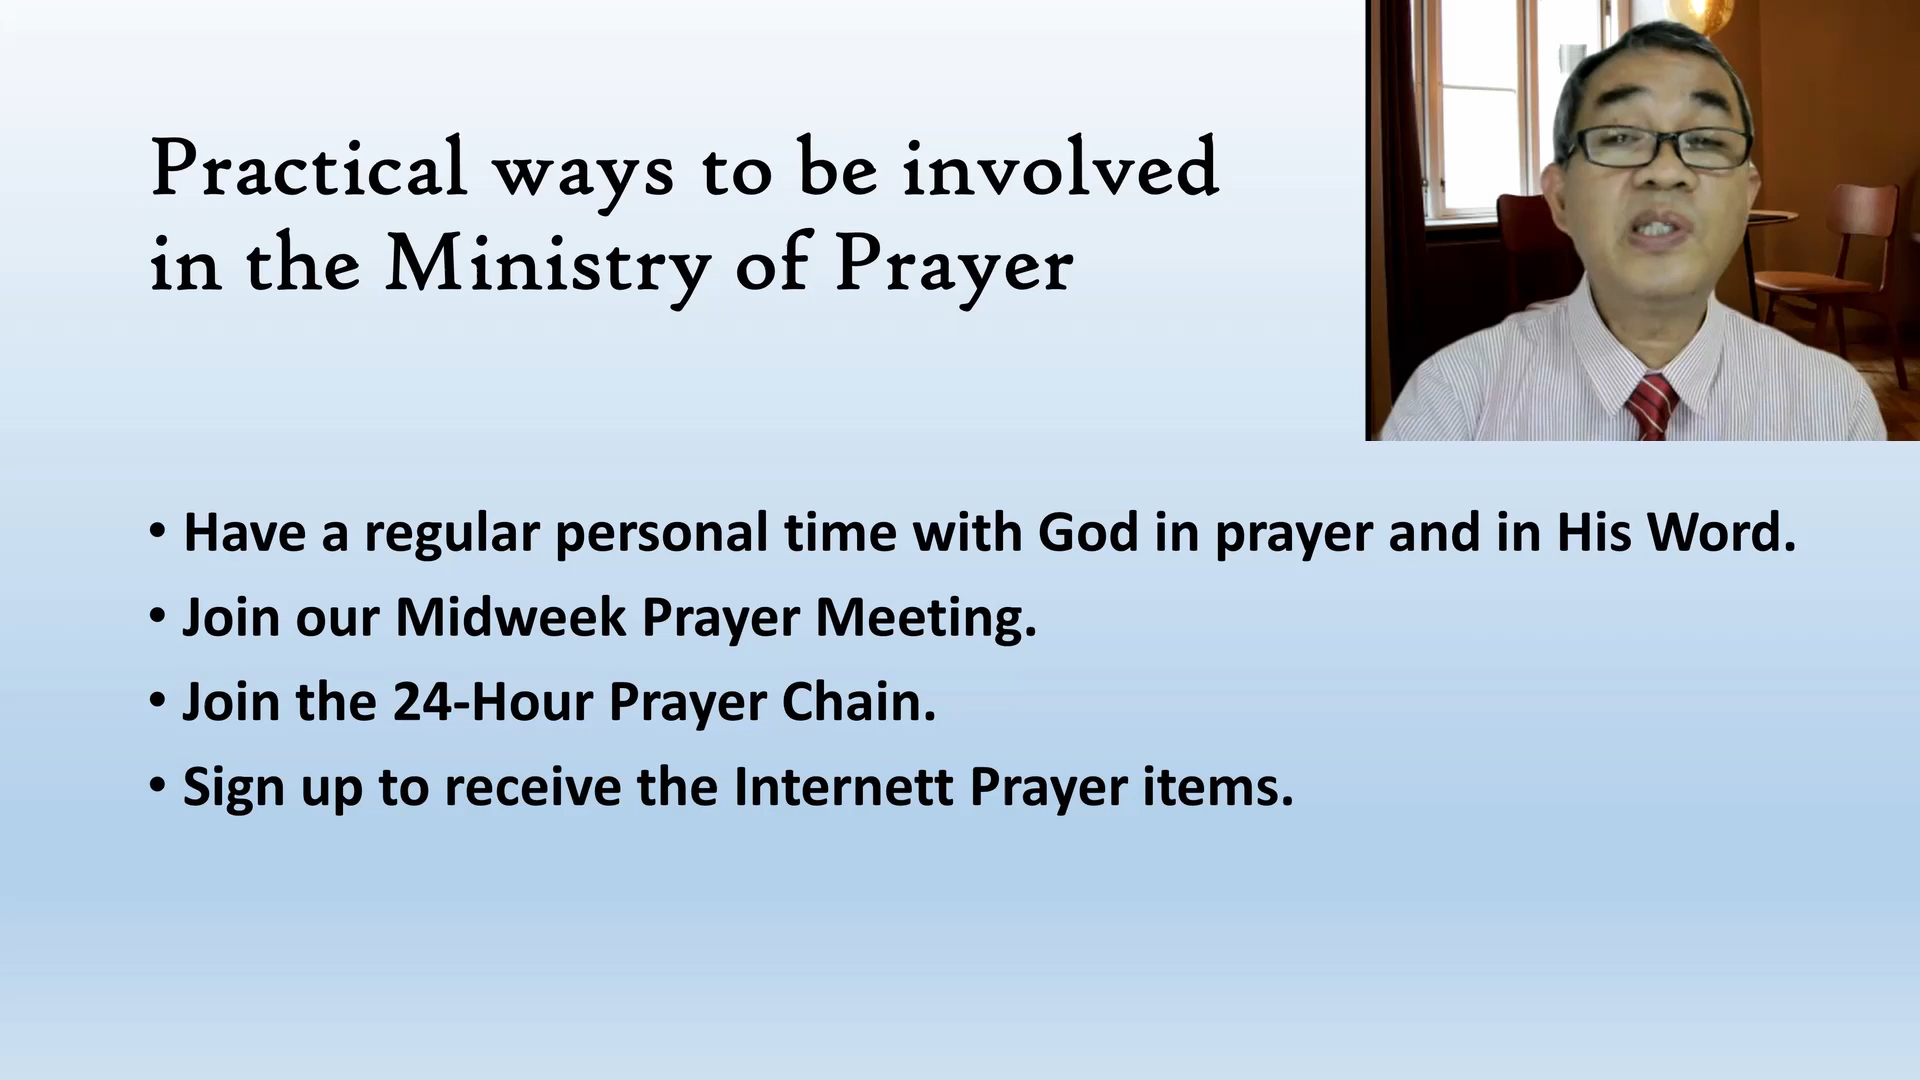 Practical ways to be involved
in the Ministry of Prayer
• Have a regular personal time with God in prayer and in His Word.
• Join our Midweek Prayer Meeting.
• Join the 24-Hour Prayer Chain.
• Sign up to receive the Internett Prayer items.